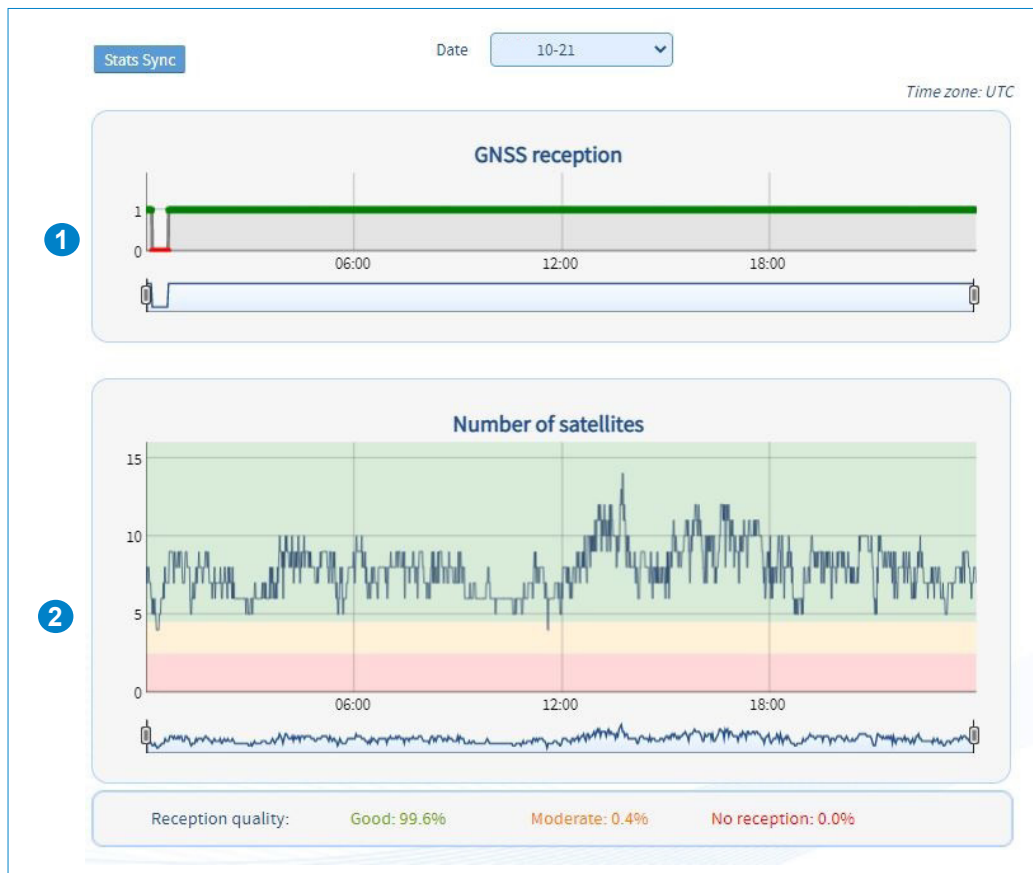 Stats Sync
Date 10-21
Time zone: UTC
GNSS reception
1
1
0
06:00 12:00 18:00
Number of satellites
15
10
5
2
0
06:00 12:00 18:00
Reception quality: Good: 99.6% Moderate: 0.4% No reception: 0.0%